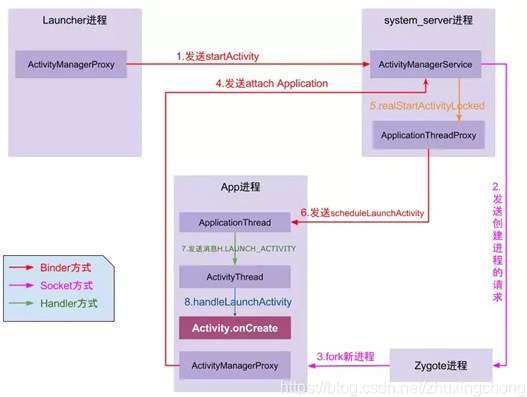 Launcher进程
system_server进程
ActivityManagerProxy
1.发送startActivity
ActivityManagerService
4.发送attach Application
5.realStartActivityLocked
ApplicationThreadProxy
App进程
6.发送scheduleLaunchActivity
2.发送创建进程的请求
ApplicationThread
7.发送消息H.LAUNCH_ACTIVITY
ActivityThread
8.handleLaunchActivity
Activity.onCreate
Binder方式
Socket方式
Handler方式
ActivityManagerProxy
3.fork新进程
Zygote进程
https://blog.csdn.net/zhuxingchong